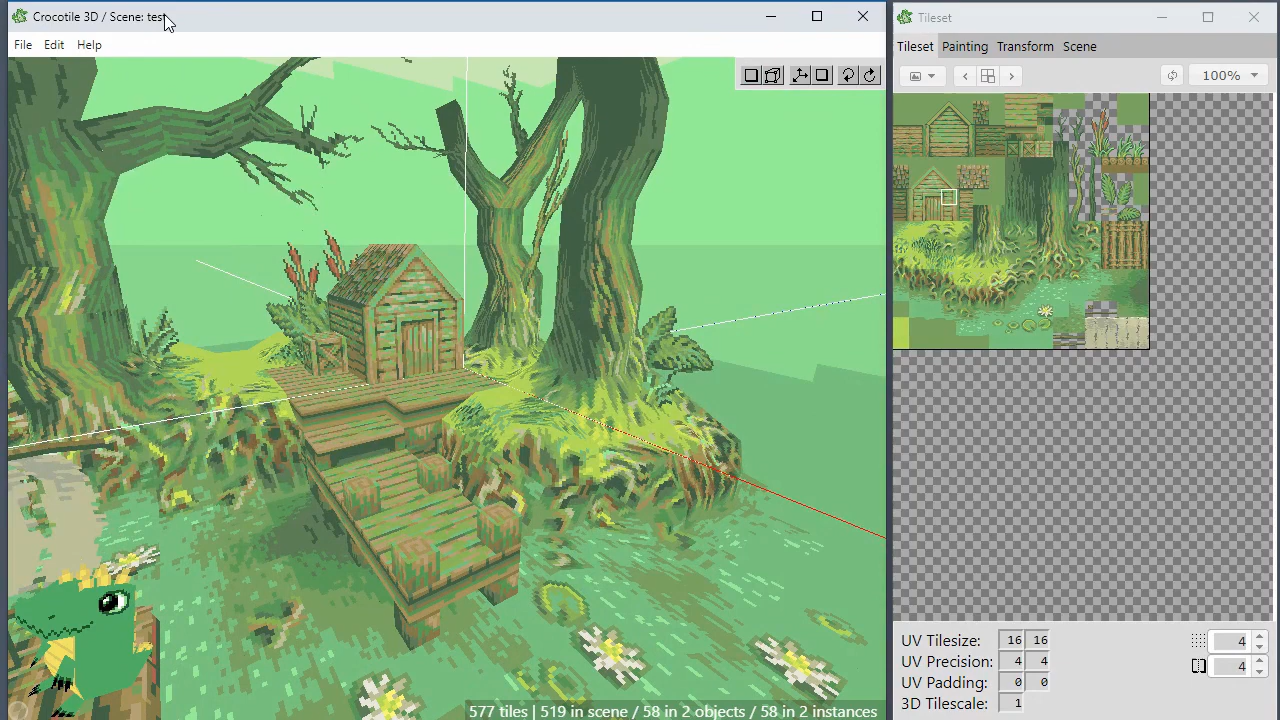 Crocotile 3D / Scene: test
File Edit Help
Tileset
Tileset Painting Transform Scene
100%
UV Tilesize: 16 16
4
UV Precision: 4 4
4
UV Padding: 0 0
3D Tilescale: 1
577 tiles | 519 in scene / 58 in 2 objects / 58 in 2 instances